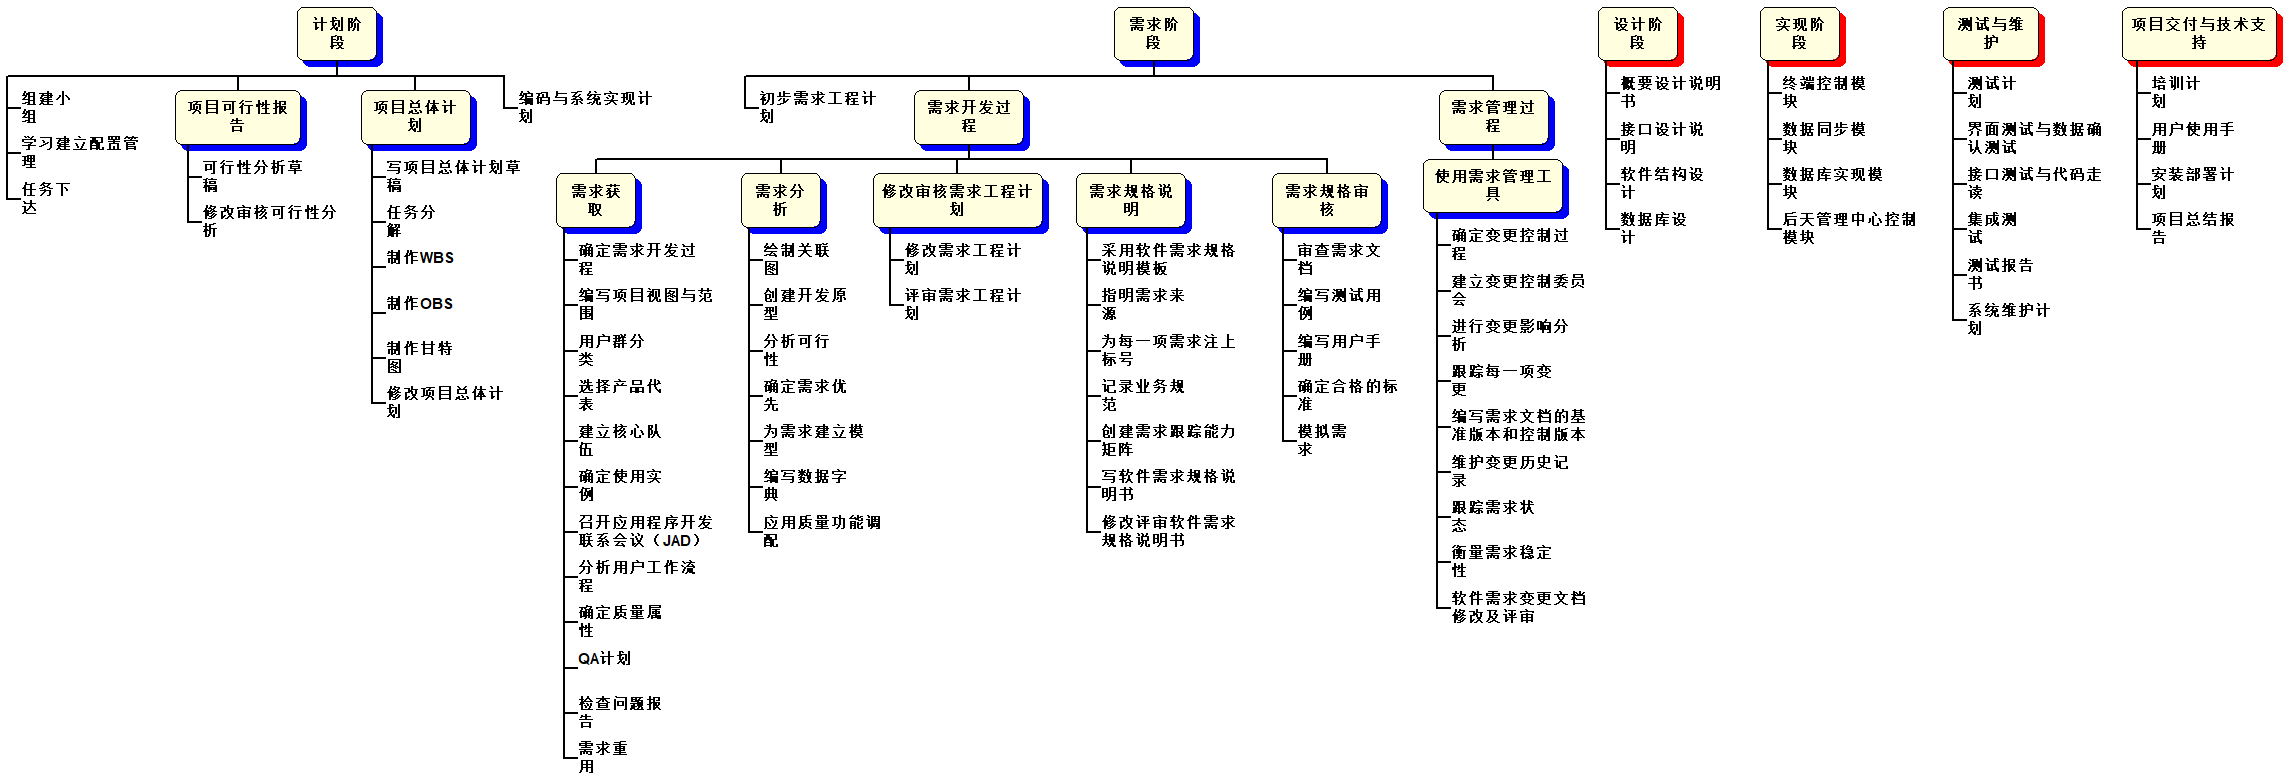 计划阶
段
组建小
组
学习建立配置管
理
任务下
达
项目可行性报
告
可行性分析草
稿
修改审核可行性分
析
项目总体计
划
写项目总体计划草
稿
任务分
解
制作WBS
制作OBS
制作甘特
图
修改项目总体计
划
编码与系统实现计
划
需求阶
段
初步需求工程计
划
需求开发过
程
需求获
取
确定需求开发过
程
编写项目视图与范
围
用户群分
类
选择产品代
表
建立核心队
伍
确定使用实
例
召开应用程序开发
联系会议（JAD）
分析用户工作流
程
确定质量属
性
QA计划
检查问题报
告
需求重
用
需求分
析
绘制关联
图
创建开发原
型
分析可行
性
确定需求优
先
为需求建立模
型
编写数据字
典
应用质量功能调
配
修改审核需求工程计
划
修改需求工程计
划
评审需求工程计
划
需求规格说
明
采用软件需求规格
说明模板
指明需求来
源
为每一项需求注上
标号
记录业务规
范
创建需求跟踪能力
矩阵
写软件需求规格说
明书
修改评审软件需求
规格说明书
需求规格审
核
审查需求文
档
编写测试用
例
编写用户手
册
确定合格的标
准
模拟需
求
需求管理过
程
使用需求管理工
具
确定变更控制过
程
建立变更控制委员
会
进行变更影响分
析
跟踪每一项变
更
编写需求文档的基
准版本和控制版本
维护变更历史记
录
跟踪需求状
态
衡量需求稳定
性
软件需求变更文档
修改及评审
设计阶
段
概要设计说明
书
接口设计说
明
软件结构设
计
数据库设
计
实现阶
段
终端控制模
块
数据同步模
块
数据库实现模
块
后天管理中心控制
模块
测试与维
护
测试计
划
界面测试与数据确
认测试
接口测试与代码走
读
集成测
试
测试报告
书
系统维护计
划
项目交付与技术支
持
培训计
划
用户使用手
册
安装部署计
划
项目总结报
告